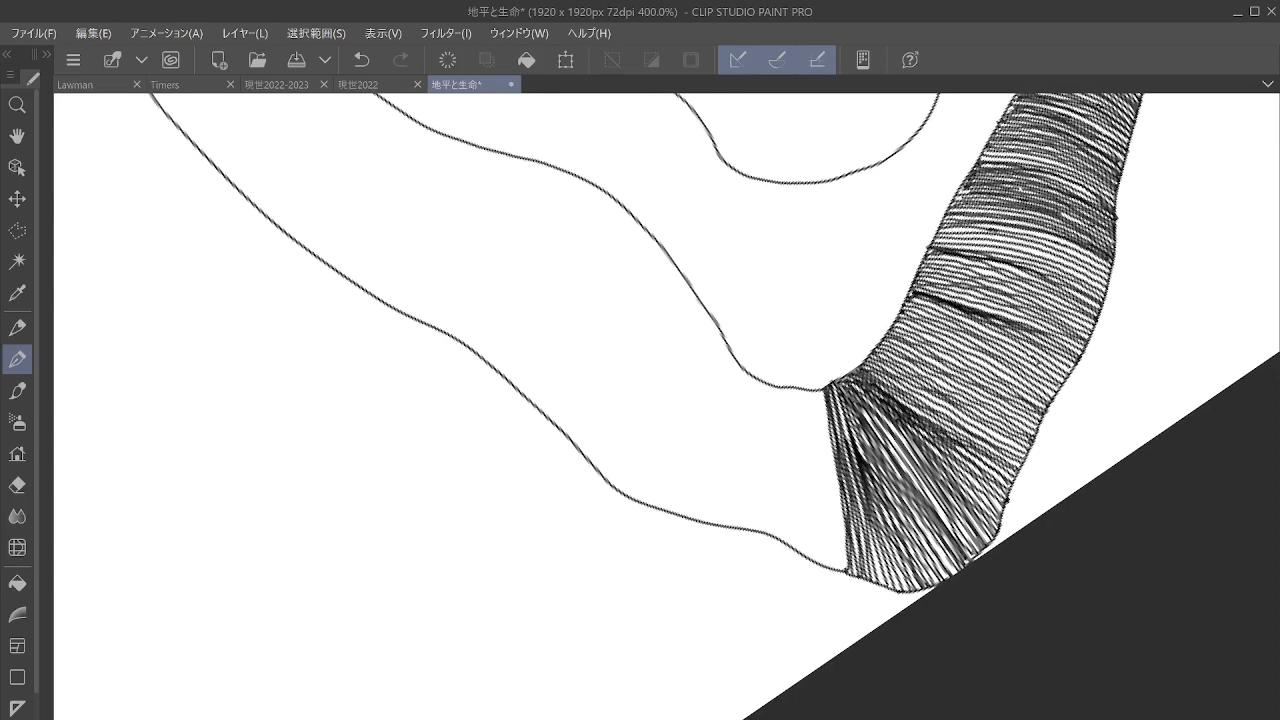 地平と生命* (1920 x 1920px 72dpi 400.0%) - CLIP STUDIO PAINT PRO
ファイル(F) 編集(E) アニメーション(A) レイヤー(L) 選択範囲(S) 表示(V) フィルター(I) ウィンドウ(W) ヘルプ(H)
Lawman Timers 現世2022-2023 現世2022 地平と生命*